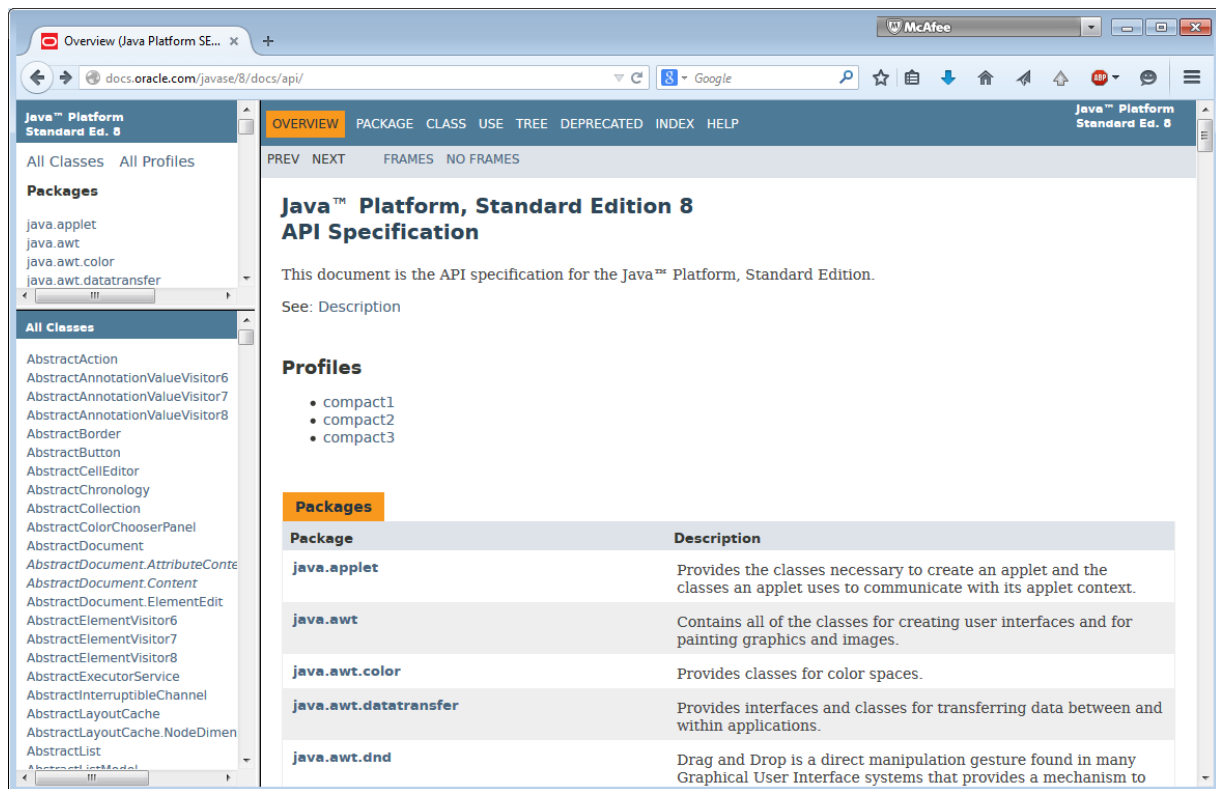 McAfee
Overview (Java Platform SE...
docs.oracle.com/javase/8/docs/api/
Google
ABP
Java™ Platform
Standard Ed. 8
All Classes All Profiles
Packages
java.applet
java.awt
java.awt.color
java.awt.datatransfer
All Classes
AbstractAction
AbstractAnnotationValueVisitor6
AbstractAnnotationValueVisitor7
AbstractAnnotationValueVisitor8
AbstractBorder
AbstractButton
AbstractCellEditor
AbstractChronology
AbstractCollection
AbstractColorChooserPanel
AbstractDocument
AbstractDocument.AttributeConte
AbstractDocument.Content
AbstractDocument.ElementEdit
AbstractElementVisitor6
AbstractElementVisitor7
AbstractElementVisitor8
AbstractExecutorService
AbstractInterruptibleChannel
AbstractLayoutCache
AbstractLayoutCache.NodeDimen
AbstractList
AbstractListModel
OVERVIEW PACKAGE CLASS USE TREE DEPRECATED INDEX HELP
Java™ Platform
Standard Ed. 8
PREV NEXT FRAMES NO FRAMES
Java™ Platform, Standard Edition 8
API Specification
This document is the API specification for the Java™ Platform, Standard Edition.
See: Description
Profiles
• compact1
• compact2
• compact3
Packages
Package Description
java.applet Provides the classes necessary to create an applet and the
classes an applet uses to communicate with its applet context.
java.awt Contains all of the classes for creating user interfaces and for
painting graphics and images.
java.awt.color Provides classes for color spaces.
java.awt.datatransfer Provides interfaces and classes for transferring data between and
within applications.
java.awt.dnd Drag and Drop is a direct manipulation gesture found in many
Graphical User Interface systems that provides a mechanism to